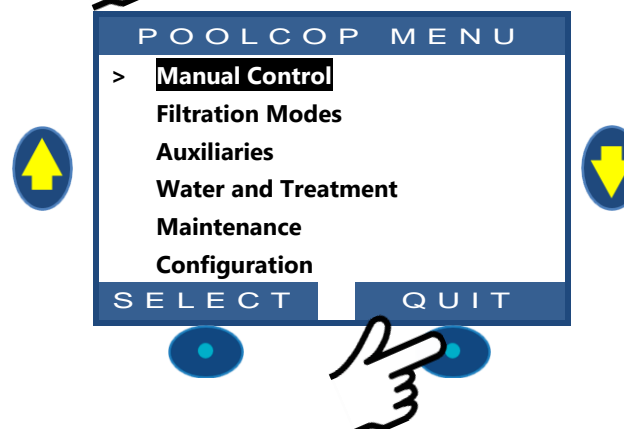 POOLCOP MENU
> Manual Control
Filtration Modes
Auxiliaries
Water and Treatment
Maintenance
Configuration
SELECT QUIT